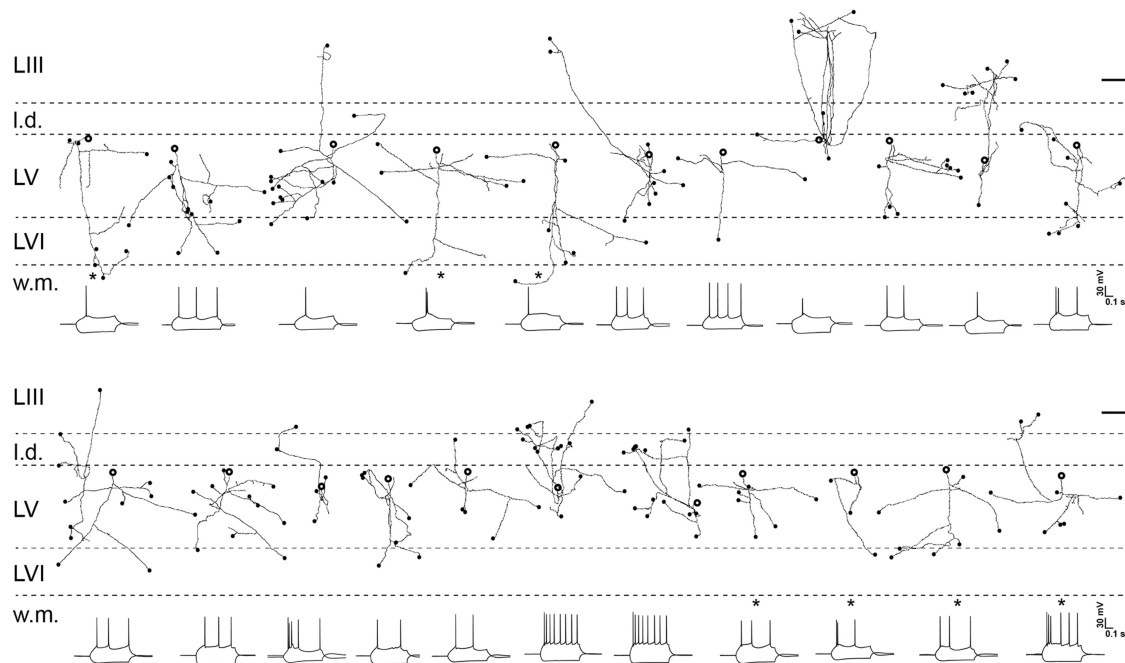 LIII
l.d.
LV
LVI
w.m.
* * *
30 mV
0.1 s
LIII
l.d.
LV
LVI
w.m.
* * * *
30 mV
0.1 s